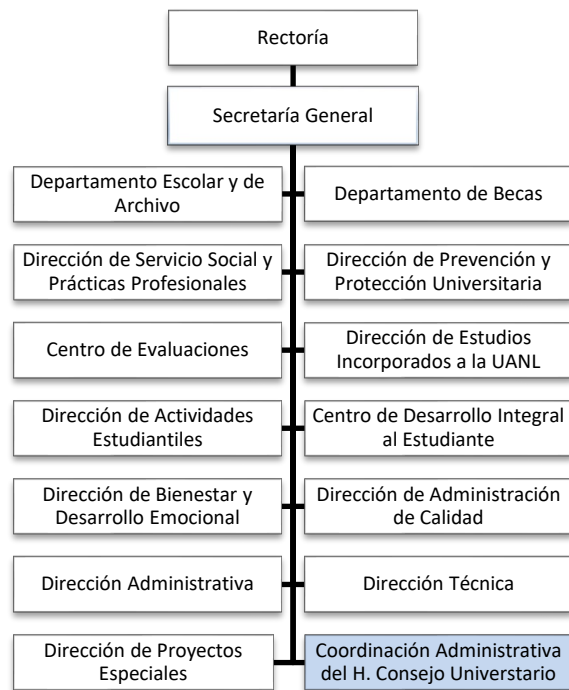 Rectoría
Secretaría General
Departamento Escolar y de
Archivo
Departamento de Becas
Dirección de Servicio Social y
Prácticas Profesionales
Dirección de Prevención y
Protección Universitaria
Centro de Evaluaciones
Dirección de Estudios
Incorporados a la UANL
Dirección de Actividades
Estudiantiles
Centro de Desarrollo Integral
al Estudiante
Dirección de Bienestar y
Desarrollo Emocional
Dirección de Administración
de Calidad
Dirección Administrativa
Dirección Técnica
Dirección de Proyectos
Especiales
Coordinación Administrativa
del H. Consejo Universtario